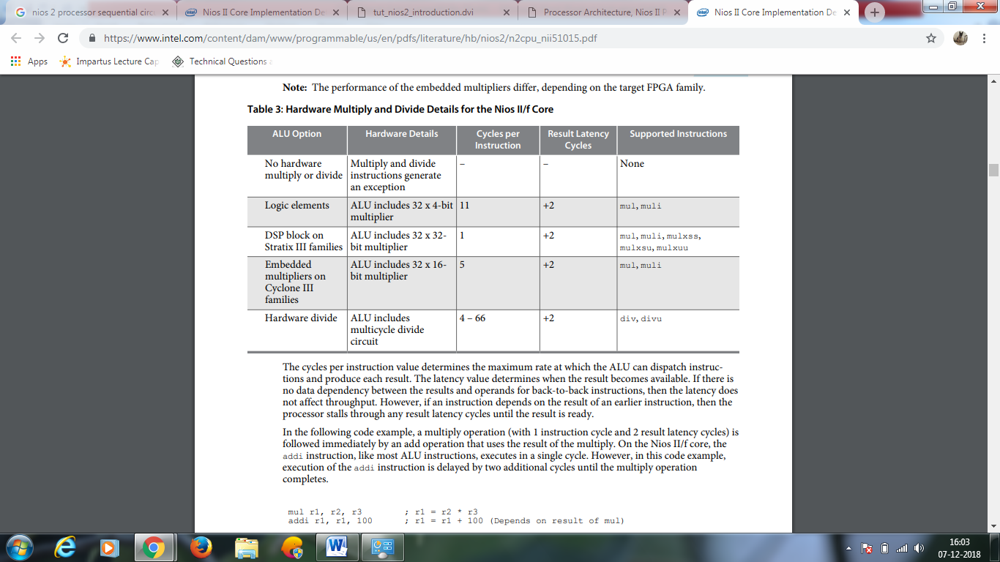 nios 2 processor sequential circ
Nios II Core Implementation De
tut_nios2_introduction.dvi
Processor Architecture, Nios II P
Nios II Core Implementation De
https://www.intel.com/content/dam/www/programmable/us/en/pdfs/literature/hb/nios2/n2cpu_nii51015.pdf
Apps
Impartus Lecture Cap
Technical Questions a
Note: The performance of the embedded multipliers differ, depending on the target FPGA family.
Table 3: Hardware Multiply and Divide Details for the Nios II/f Core
ALU Option Hardware Details Cycles per Result Latency Supported Instructions
Instruction Cycles
No hardware Multiply and divide – – None
multiply or divide instructions generate
an exception
Logic elements ALU includes 32 x 4-bit 11 +2 mul, muli
multiplier
DSP block on ALU includes 32 x 32- 1 +2 mul, muli, mulxss,
Stratix III families bit multiplier mulxsu, mulxuu
Embedded ALU includes 32 x 16- 5 +2 mul, muli
multipliers on bit multiplier
Cyclone III
families
Hardware divide ALU includes 4 – 66 +2 div, divu
multicycle divide
circuit
The cycles per instruction value determines the maximum rate at which the ALU can dispatch instruc-
tions and produce each result. The latency value determines when the result becomes available. If there is
no data dependency between the results and operands for back-to-back instructions, then the latency does
not affect throughput. However, if an instruction depends on the result of an earlier instruction, then the
processor stalls through any result latency cycles until the result is ready.
In the following code example, a multiply operation (with 1 instruction cycle and 2 result latency cycles) is
followed immediately by an add operation that uses the result of the multiply. On the Nios II/f core, the
addi instruction, like most ALU instructions, executes in a single cycle. However, in this code example,
execution of the addi instruction is delayed by two additional cycles until the multiply operation
completes.
mul r1, r2, r3 ; r1 = r2 * r3
addi r1, r1, 100 ; r1 = r1 + 100 (Depends on result of mul)
16:03
07-12-2018